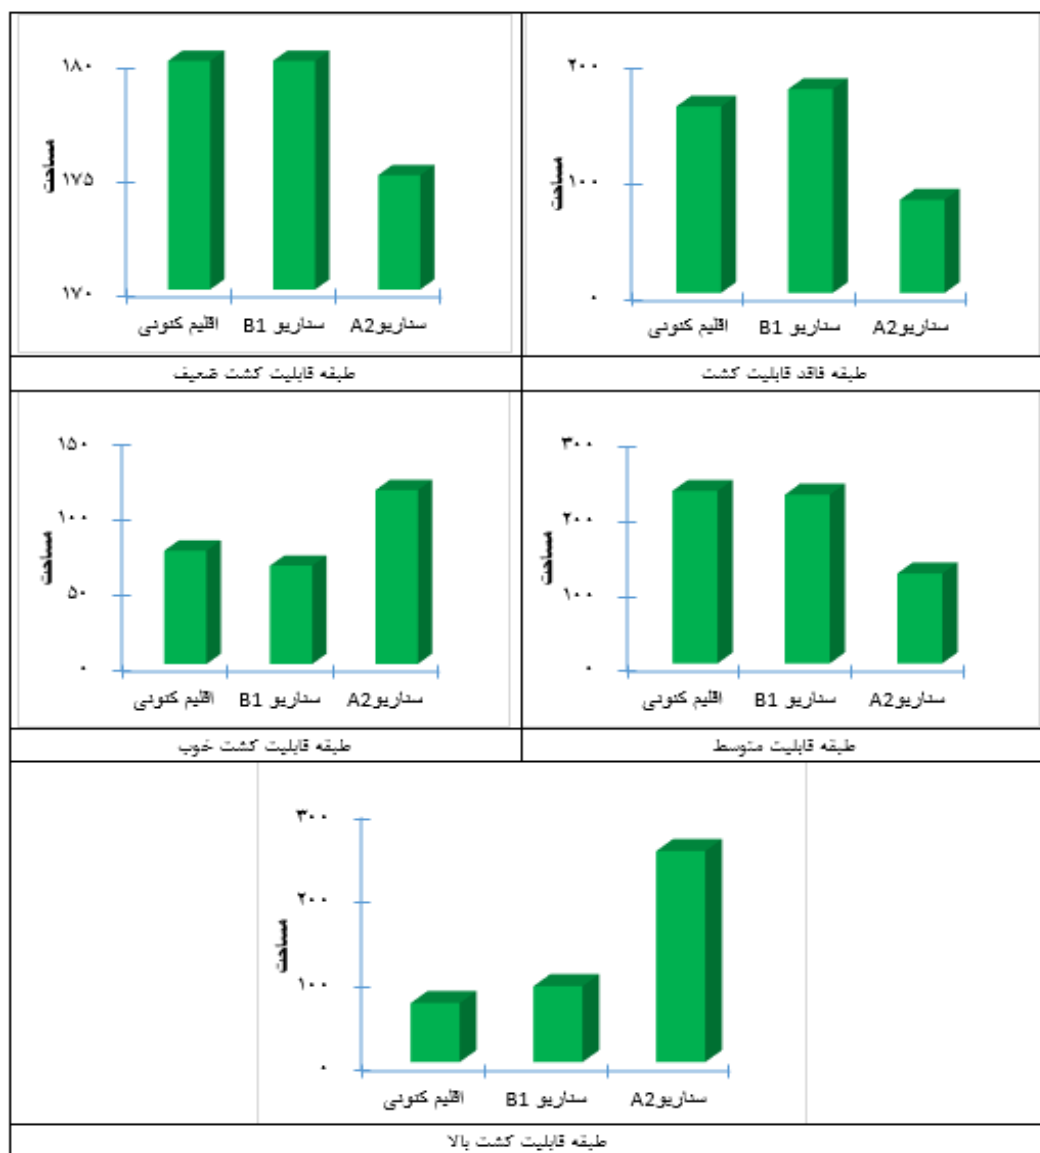 مساحت
۱۸۰
۱۷۵
۱۷۰
اقلیم کنونی
سناریو B1
سناریوA2
طبقه قابلیت کشت ضعیف
مساحت
۲۰۰
۱۰۰
۰
اقلیم کنونی
سناریو B1
سناریوA2
طبقه فاقد قابلیت کشت
مساحت
۱۵۰
۱۰۰
۵۰
۰
اقلیم کنونی
سناریو B1
سناریوA2
طبقه قابلیت کشت خوب
مساحت
۳۰۰
۲۰۰
۱۰۰
۰
اقلیم کنونی
سناریو B1
سناریوA2
طبقه قابلیت متوسط
مساحت
۳۰۰
۲۰۰
۱۰۰
۰
اقلیم کنونی
سناریو B1
سناریوA2
طبقه قابلیت کشت بالا